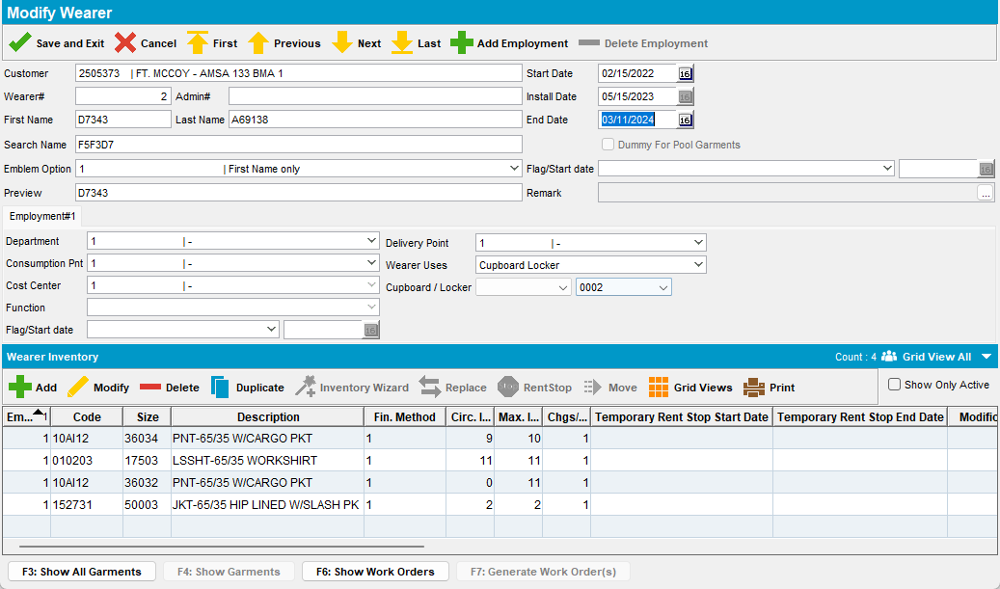 Modify Wearer
Save and Exit Cancel First Previous Next Last Add Employment Delete Employment
Customer 2505373 | FT. MCCOY - AMSA 133 BMA 1 Start Date 02/15/2022 16
Wearer# 2 Admin# Install Date 05/15/2023 16
First Name D7343 Last Name A69138 End Date 03/11/2024 16
Search Name F5F3D7 Dummy For Pool Garments
Emblem Option 1 | First Name only Flag/Start date 16
Preview D7343 Remark ...
Employment#1
Department 1 | - Delivery Point 1 | -
Consumption Pnt 1 | - Wearer Uses Cupboard Locker
Cost Center 1 | - Cupboard / Locker 0002
Function
Flag/Start date 16
Wearer Inventory Count : 4 Grid View All
Add Modify Delete Duplicate Inventory Wizard Replace RentStop Move Grid Views Print Show Only Active
Em... 1 Code Size Description Fin. Method Circ. I... Max. I... Chgs/... Temporary Rent Stop Start Date Temporary Rent Stop End Date Modific
1 10AI12 36034 PNT-65/35 W/CARGO PKT 1 9 10 1
1 010203 17503 LSSHT-65/35 WORKSHIRT 1 11 11 1
1 10AI12 36032 PNT-65/35 W/CARGO PKT 1 0 11 1
1 152731 50003 JKT-65/35 HIP LINED W/SLASH PK 1 2 2 1
F3: Show All Garments F4: Show Garments F6: Show Work Orders F7: Generate Work Order(s)